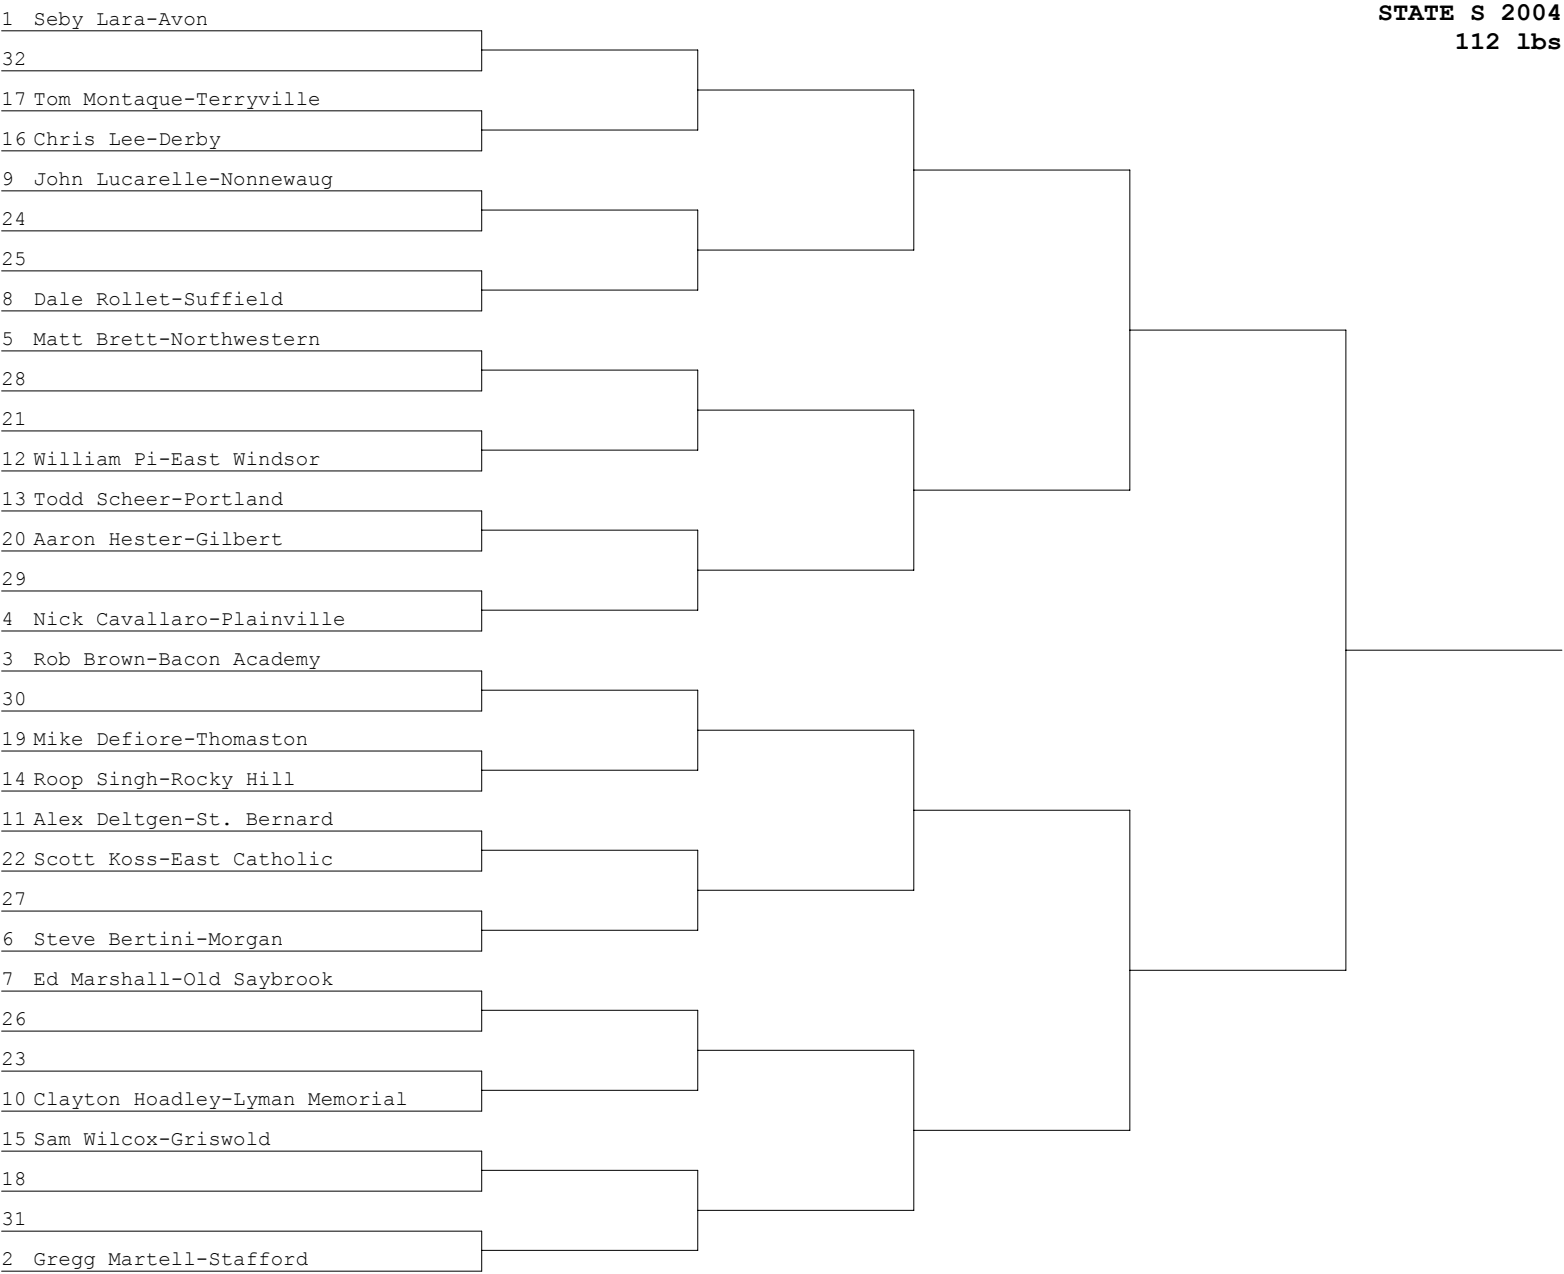 STATE S 2004
112 lbs
1 Seby Lara-Avon
32
17 Tom Montaque-Terryville
16 Chris Lee-Derby
9 John Lucarelle-Nonnewaug
24
25
8 Dale Rollet-Suffield
5 Matt Brett-Northwestern
28
21
12 William Pi-East Windsor
13 Todd Scheer-Portland
20 Aaron Hester-Gilbert
29
4 Nick Cavallaro-Plainville
3 Rob Brown-Bacon Academy
30
19 Mike Defiore-Thomaston
14 Roop Singh-Rocky Hill
11 Alex Deltgen-St. Bernard
22 Scott Koss-East Catholic
27
6 Steve Bertini-Morgan
7 Ed Marshall-Old Saybrook
26
23
10 Clayton Hoadley-Lyman Memorial
15 Sam Wilcox-Griswold
18
31
2 Gregg Martell-Stafford